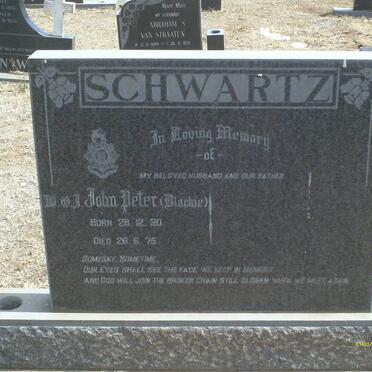 ABRAHAM S.
VAN STRAATEN
SCHWARTZ
In Loving Memory
-of-
MY BELOVED HUSBAND AND OUR FATHER
W.O.I. John Peter (Blackie)
BORN 28.12.30
DIED 26.6.75
SOMEDAY, SOMETIME,
OUR EYES SHALL SEE THE FACE WE KEEP IN MEMORY
AND GOD WILL JOIN THE BROKEN CHAIN STILL CLOSER WHEN WE MEET AGAIN